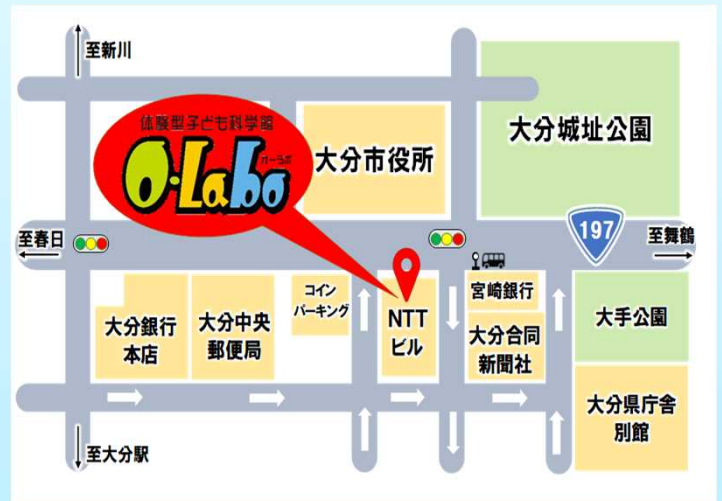 至新川
体験型子ども科学館
O-Labo
オーラボ
大分市役所
大分城址公園
至春日
197
至舞鶴
コイン
パーキング
NTT
ビル
宮崎銀行
大分合同
新聞社
大手公園
大分銀行
本店
大分中央
郵便局
大分県庁舎
別館
至大分駅